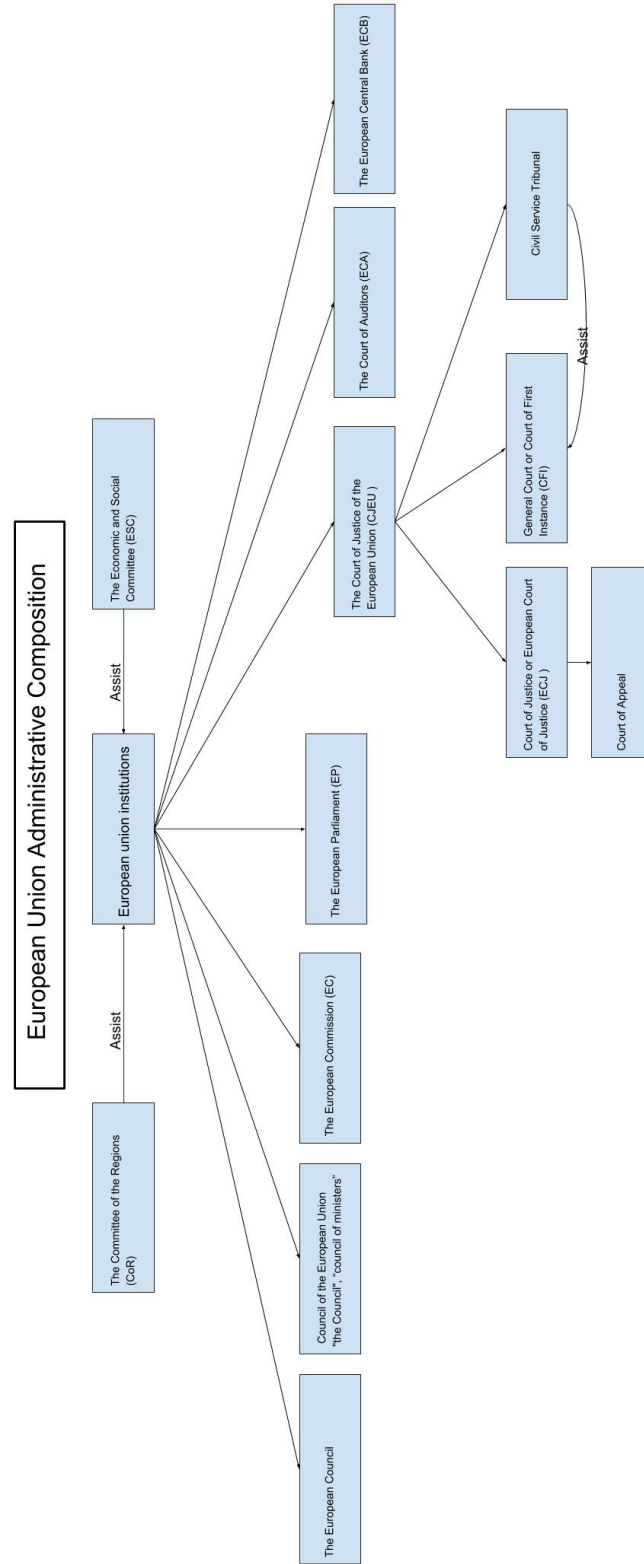 European Union Administrative Composition
The Committee of the Regions
(CoR)
Assist
European union institutions
Assist
The Economic and Social
Committee (ESC)
The European Council
Council of the European Union
"the Council", “council of ministers”
The European Commission (EC)
The European Parliament (EP)
The Court of Justice of the
European Union (CJEU )
The Court of Auditors (ECA)
The European Central Bank (ECB)
Court of Justice or European Court
of Justice (ECJ)
General Court or Court of First
Instance (CFI)
Civil Service Tribunal
Assist
Court of Appeal